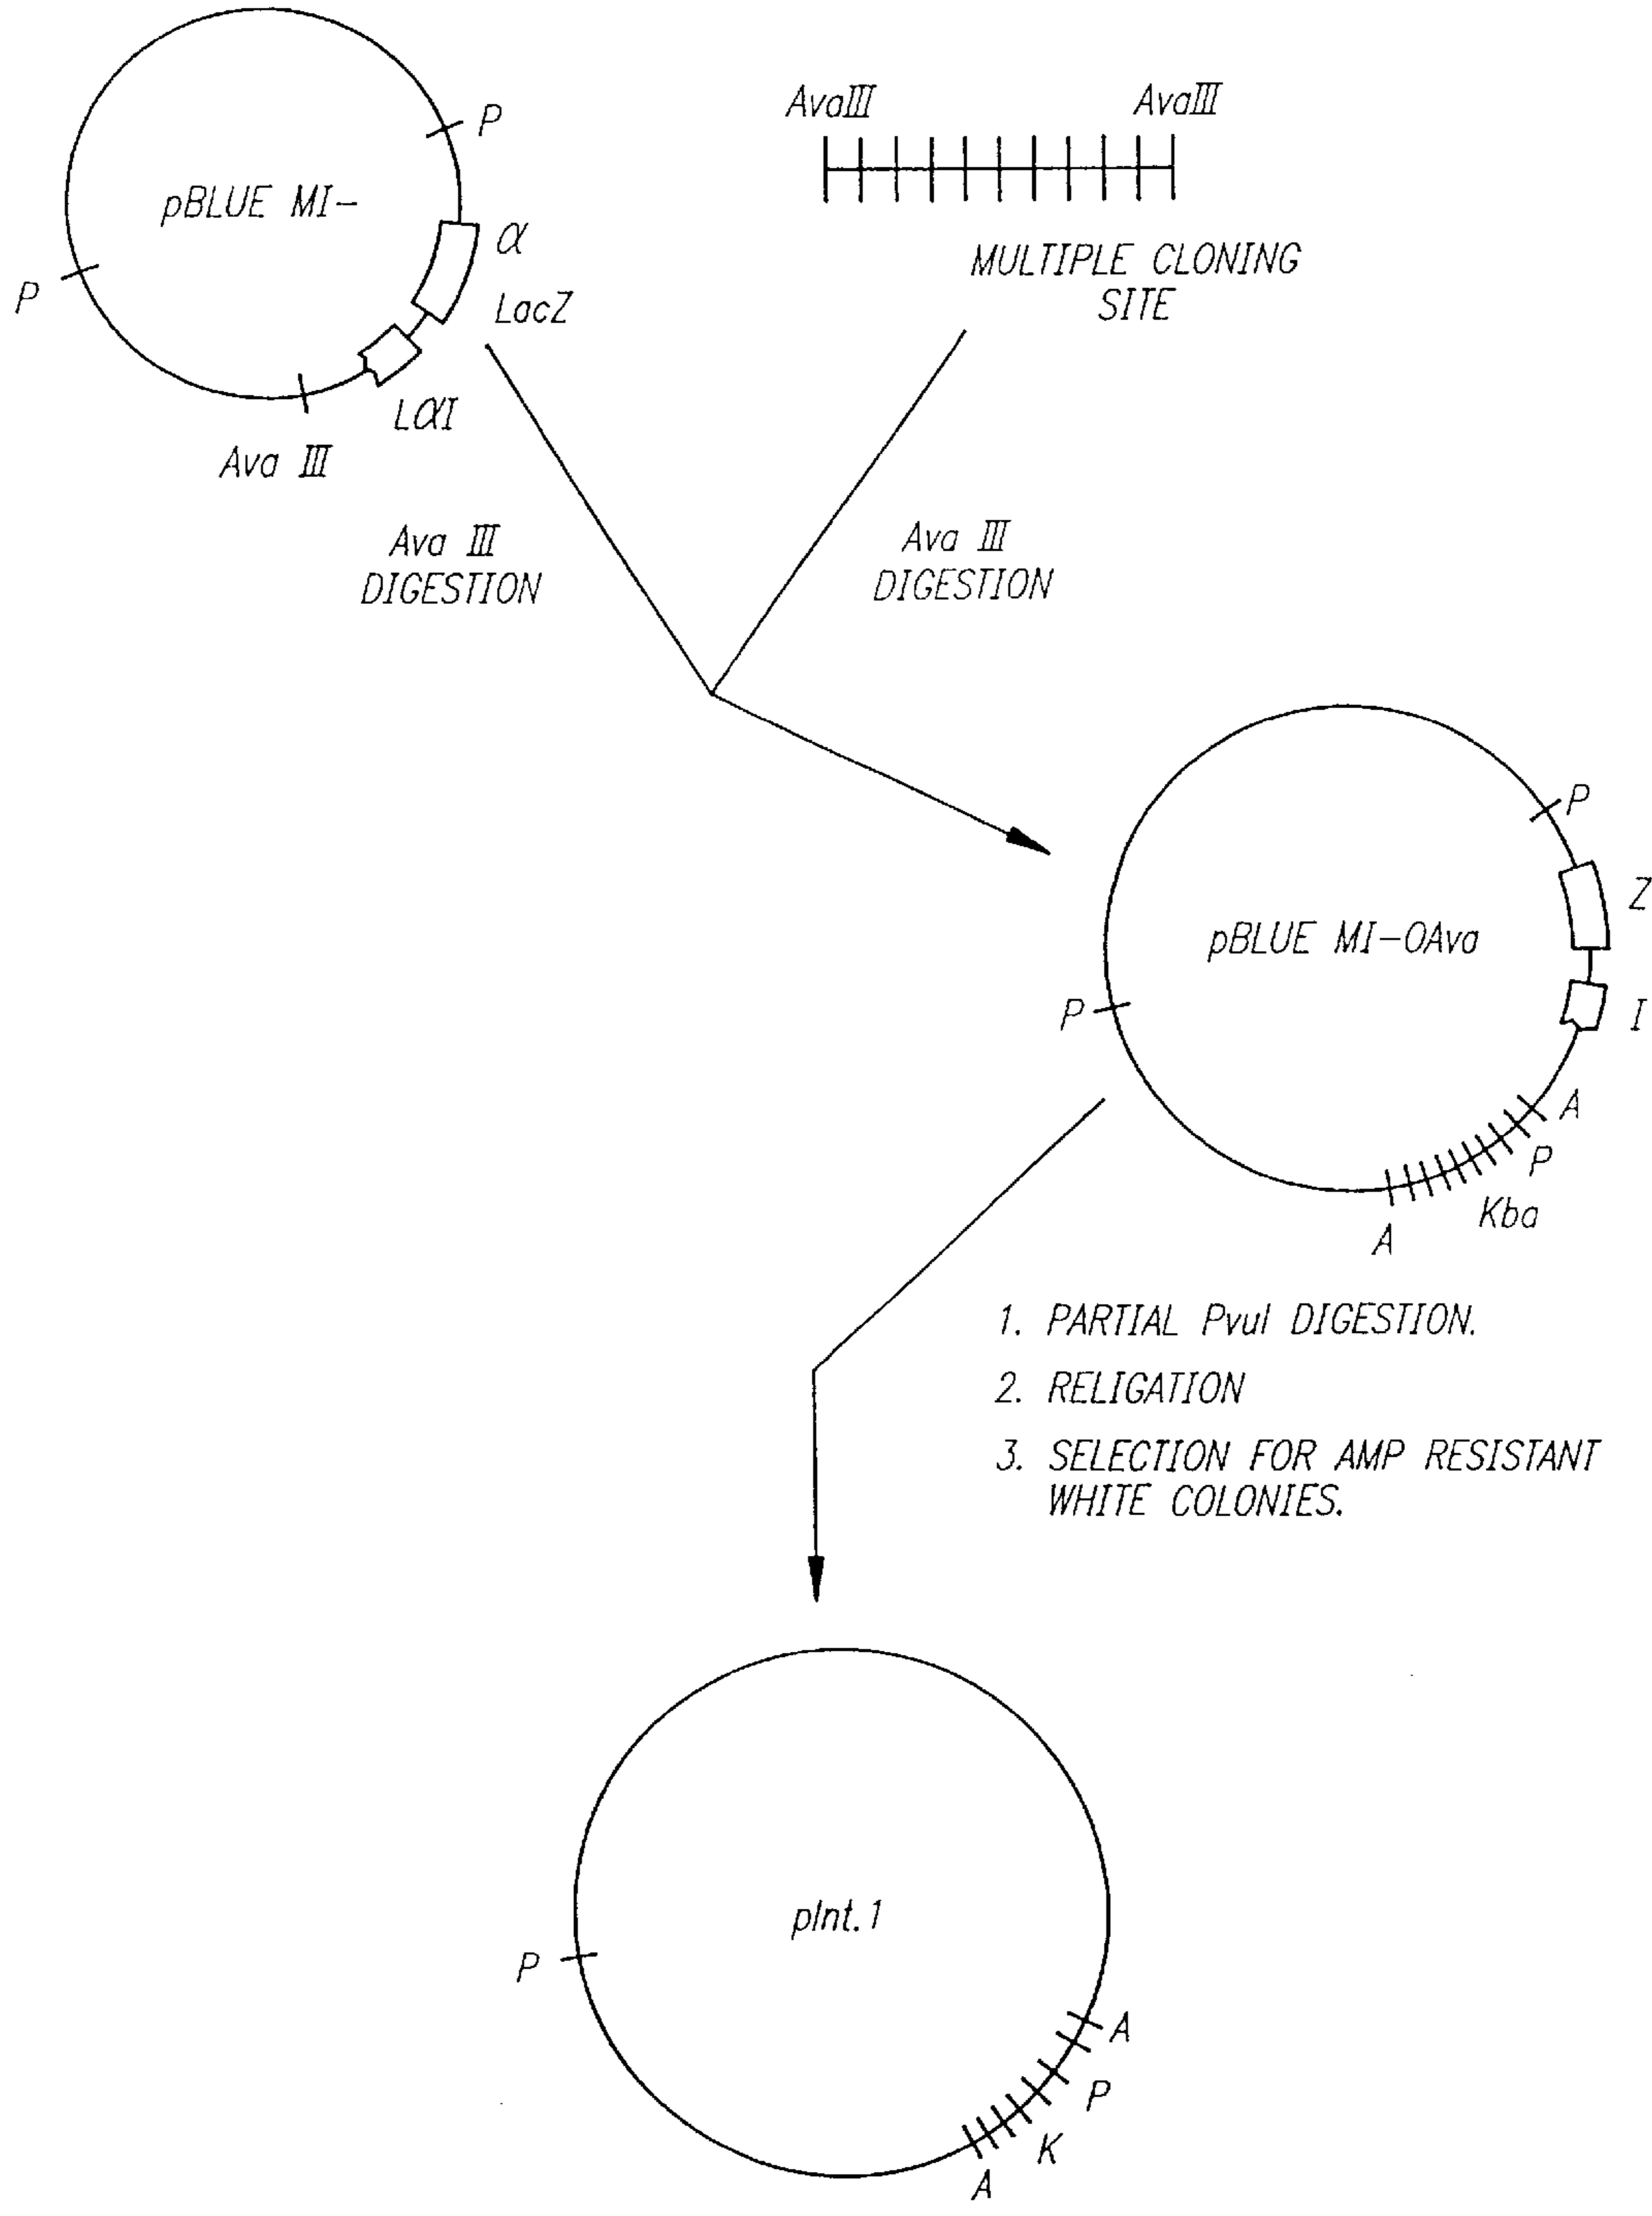 pBLUE MI-
P
P
α
LacZ
LαI
Ava III
AvaIII
AvaIII
MULTIPLE CLONING
SITE
Ava III
DIGESTION
Ava III
DIGESTION
pBLUE MI-OAva
P
Z
I
P
A
P
Kba
A
1. PARTIAL PvuI DIGESTION.
2. RELIGATION
3. SELECTION FOR AMP RESISTANT
WHITE COLONIES.
pInt.1
P
A
P
K
A